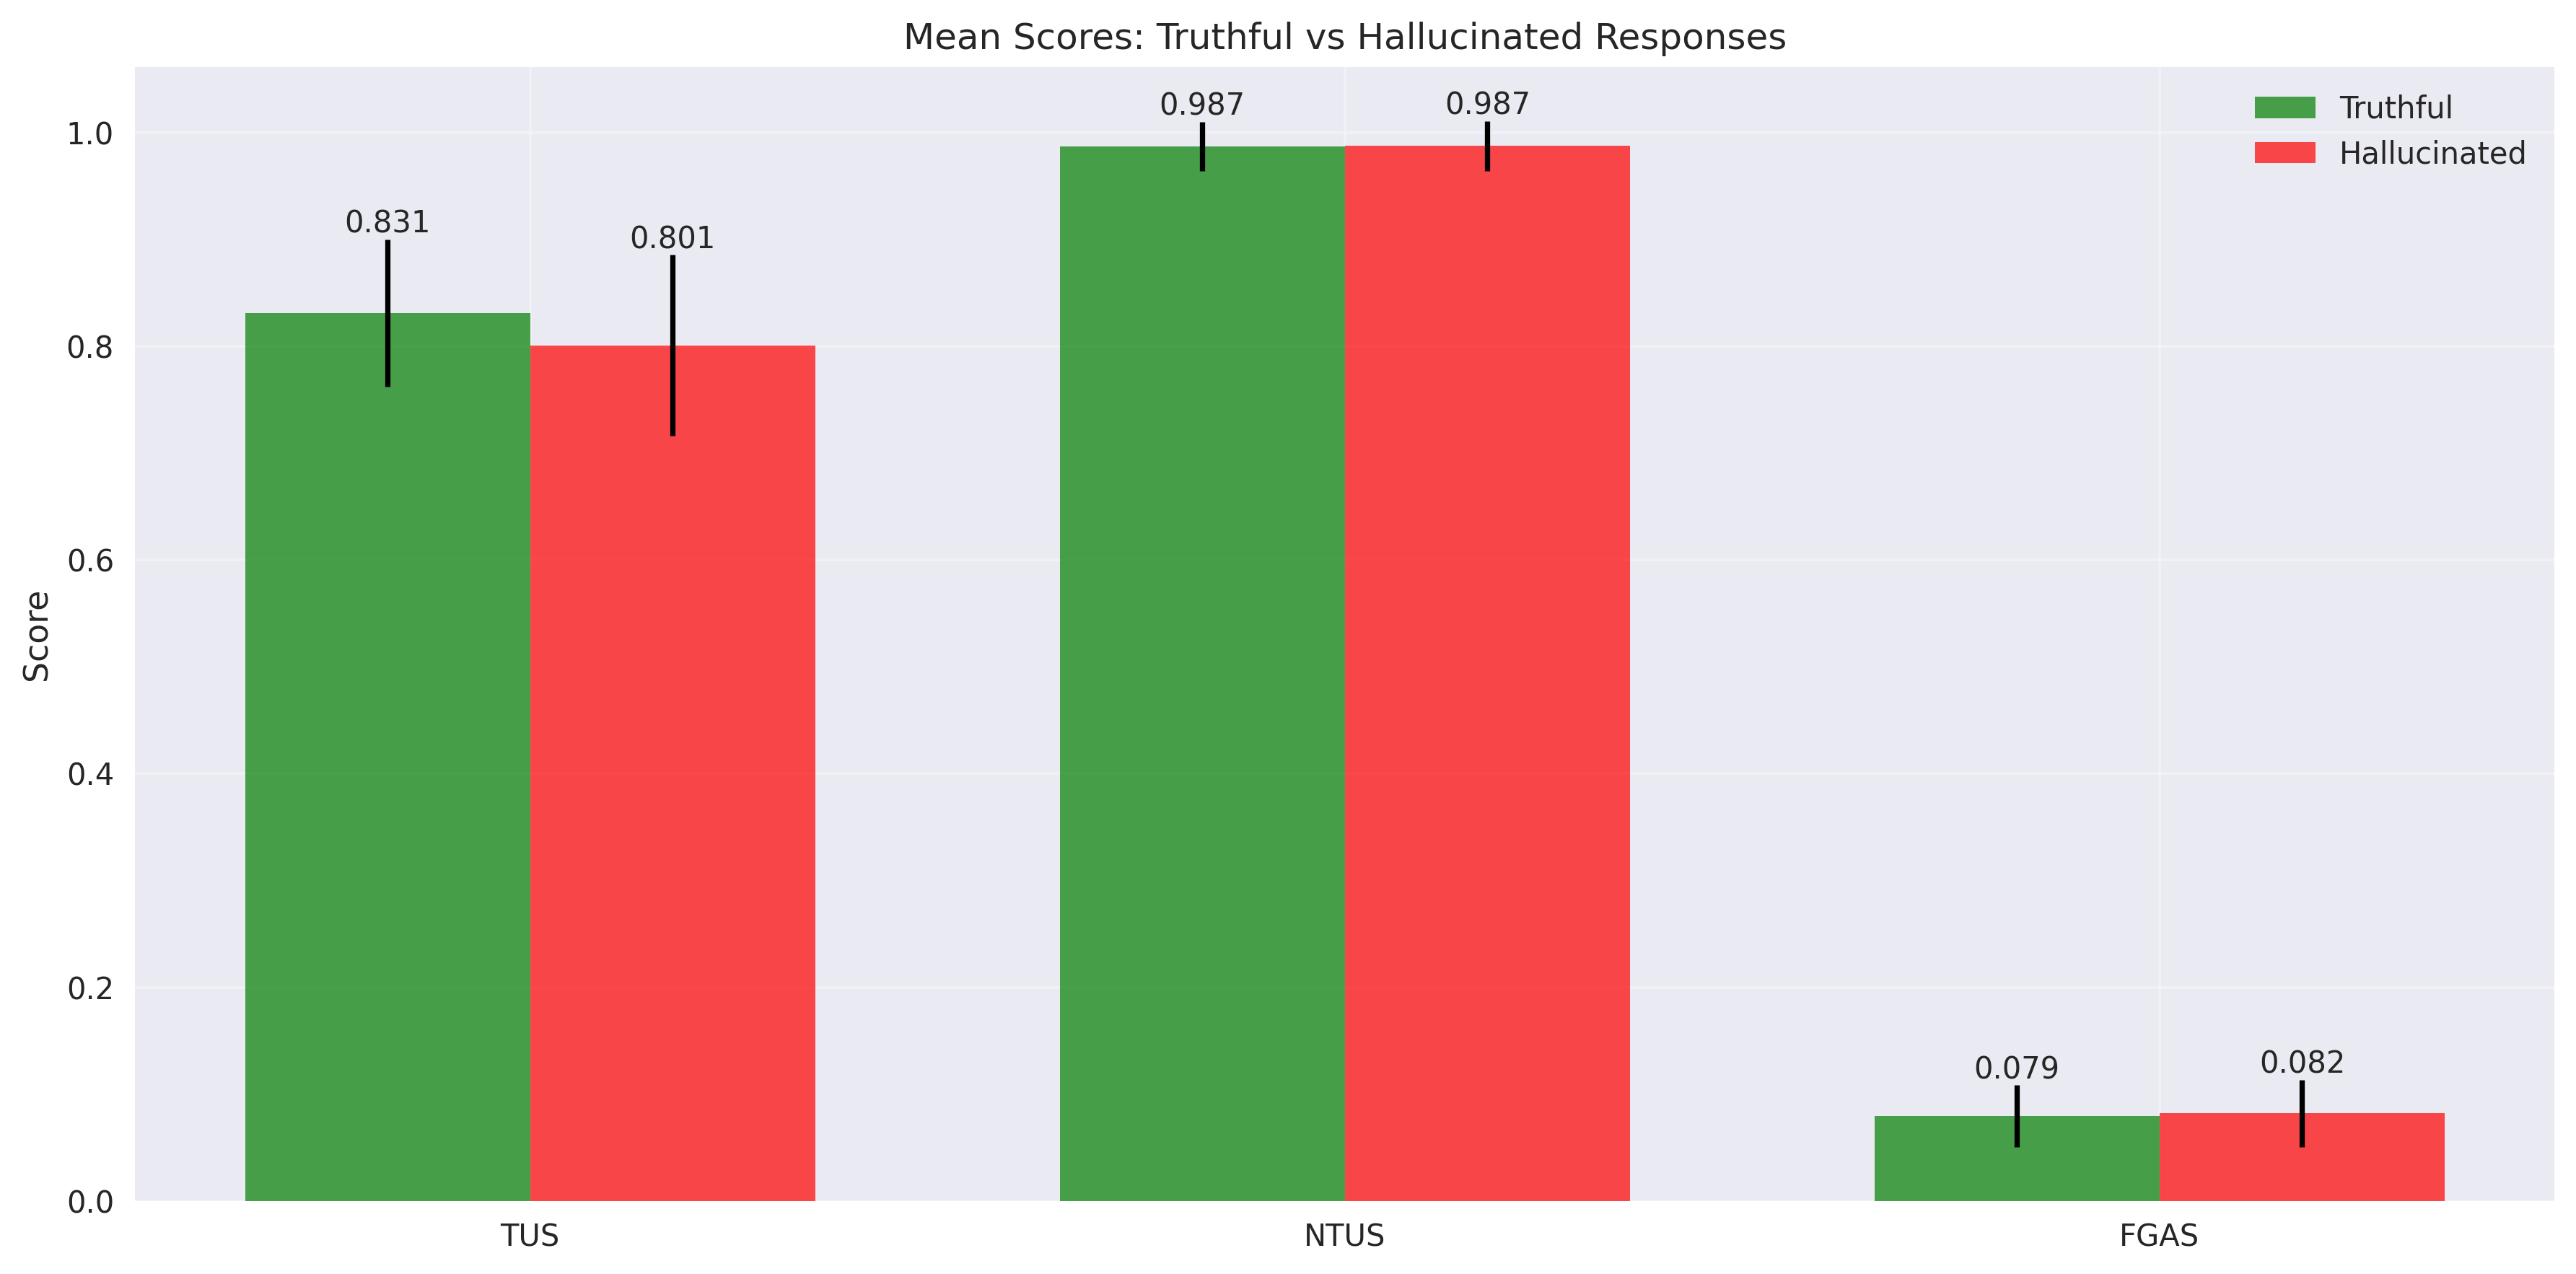 Mean Scores: Truthful vs Hallucinated Responses
Truthful
Hallucinated
Score
1.0
0.8
0.6
0.4
0.2
0.0
0.831
0.801
0.987
0.987
0.079
0.082
TUS
NTUS
FGAS